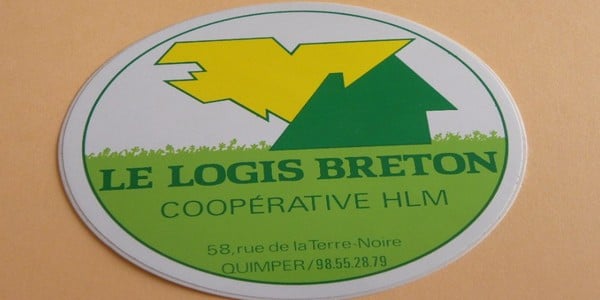 LE LOGIS BRETON
COOPÉRATIVE HLM
58, rue de la Terre-Noire
QUIMPER/98.55.28.79